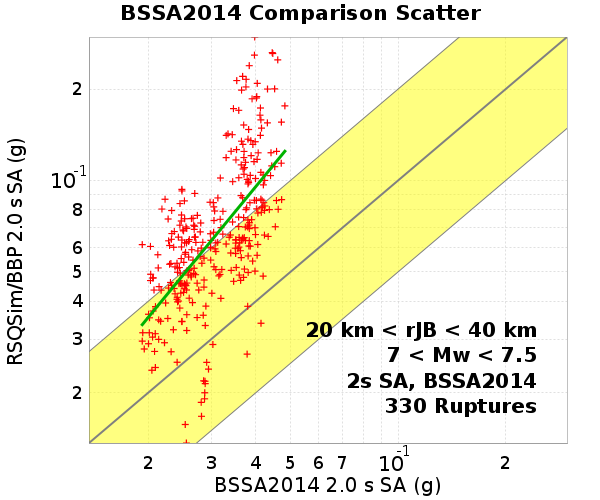 BSSA2014 Comparison Scatter
RSQSim/BBP 2.0 s SA (g)
2
10-1
8
6
5
4
3
2
20 km < rJB < 40 km
7 < Mw < 7.5
2s SA, BSSA2014
330 Ruptures
2 3 4 5 6 7 10-1 2
BSSA2014 2.0 s SA (g)